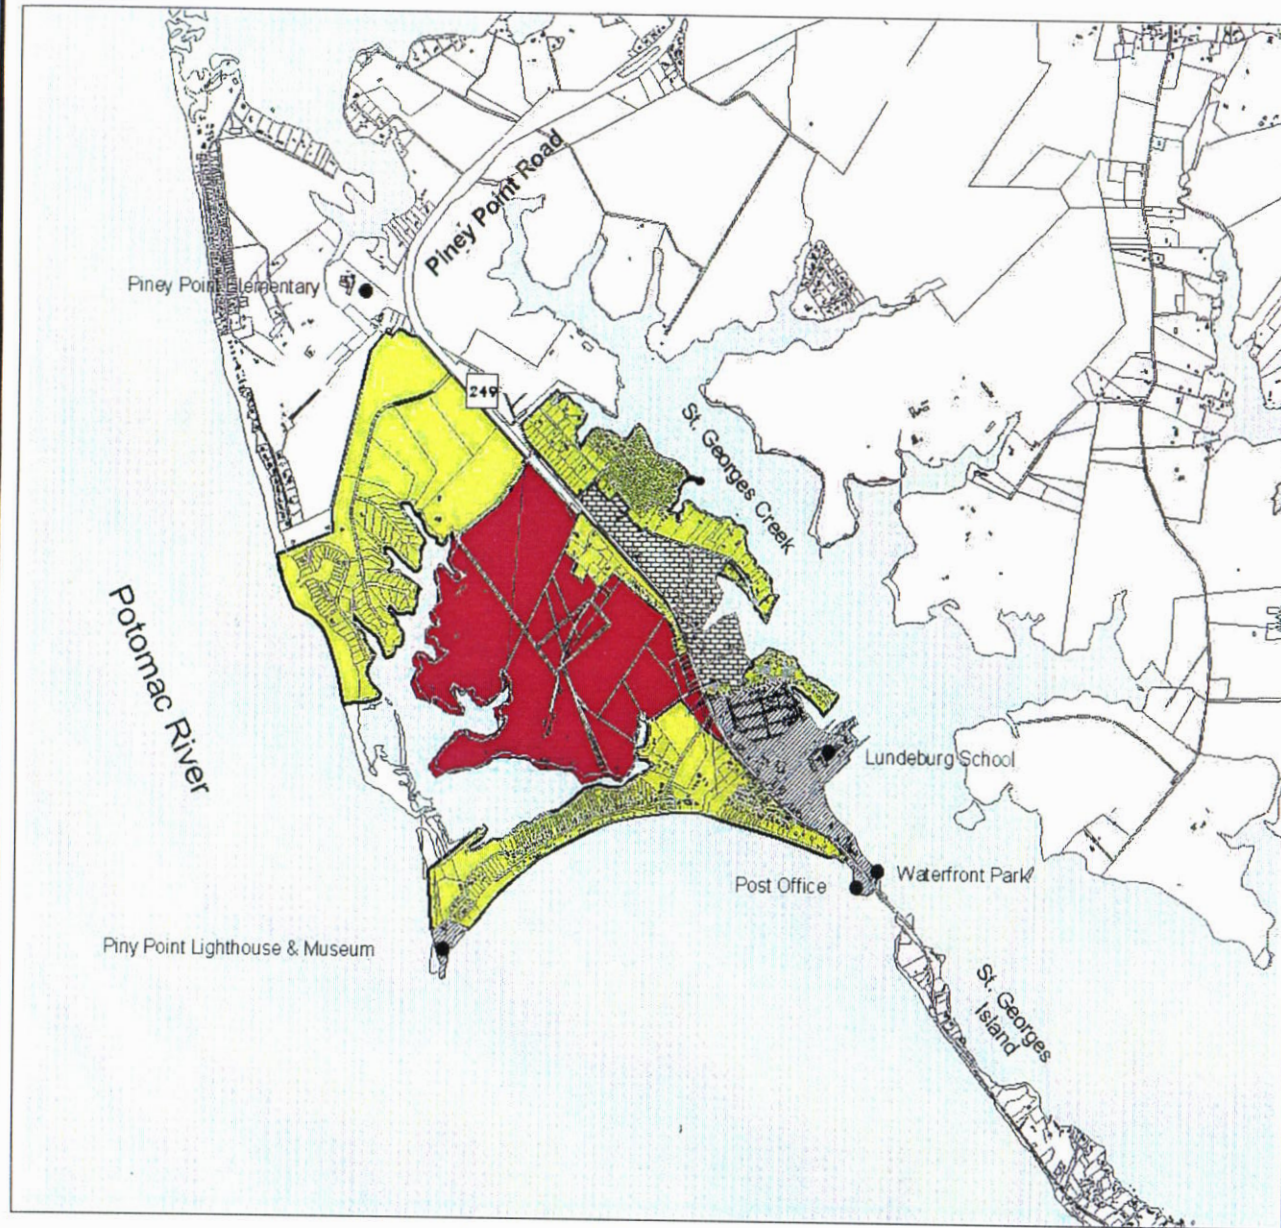 Piney Point Road
Piney Point Elementary
249
St. Georges Creek
Potomac River
Lundeburg School
Waterfront Park
Post Office
Piny Point Lighthouse & Museum
St. Georges
Island